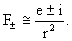 F± ≅ (e ± i) / r².